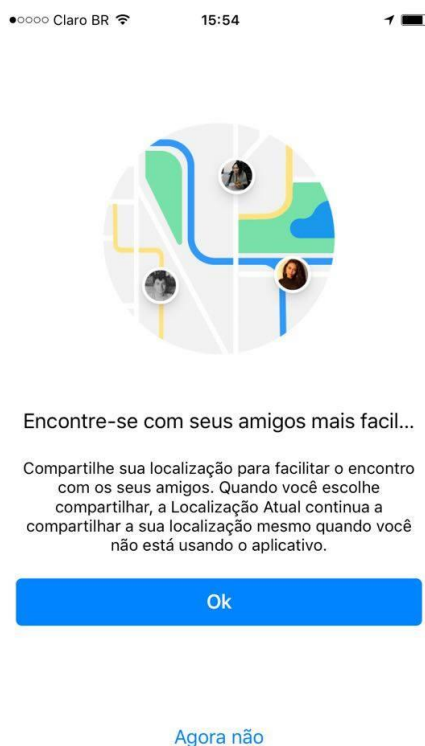 Claro BR 15:54
Encontre-se com seus amigos mais facil...
Compartilhe sua localização para facilitar o encontro
com os seus amigos. Quando você escolhe
compartilhar, a Localização Atual continua a
compartilhar a sua localização mesmo quando você
não está usando o aplicativo.
Ok
Agora não